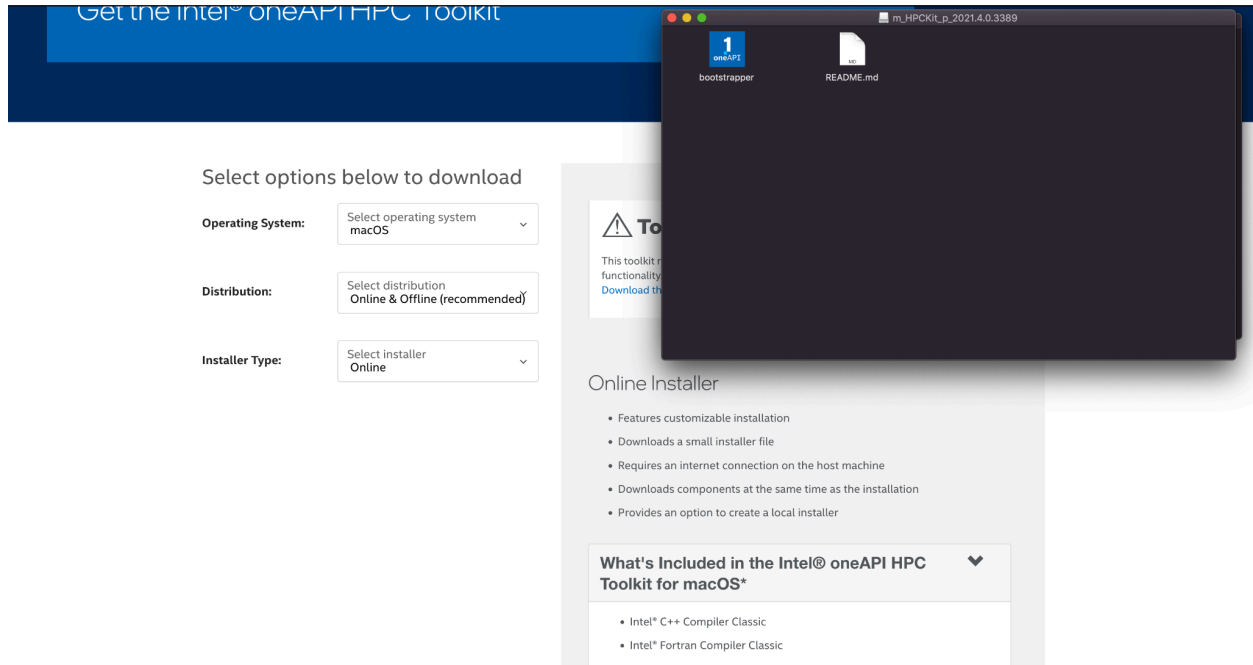 Get the Intel® oneAPI HPC Toolkit
m_HPCKit_p_2021.4.0.3389
1
oneAPI
MD
bootstrapper
README.md
Select options below to download
Operating System:
Select operating system
macOS
Distribution:
Select distribution
Online & Offline (recommended)
Installer Type:
Select installer
Online
To
This toolkit
functionality
Download th
Online Installer
• Features customizable installation
• Downloads a small installer file
• Requires an internet connection on the host machine
• Downloads components at the same time as the installation
• Provides an option to create a local installer
What's Included in the Intel® oneAPI HPC
Toolkit for macOS*
• Intel® C++ Compiler Classic
• Intel® Fortran Compiler Classic